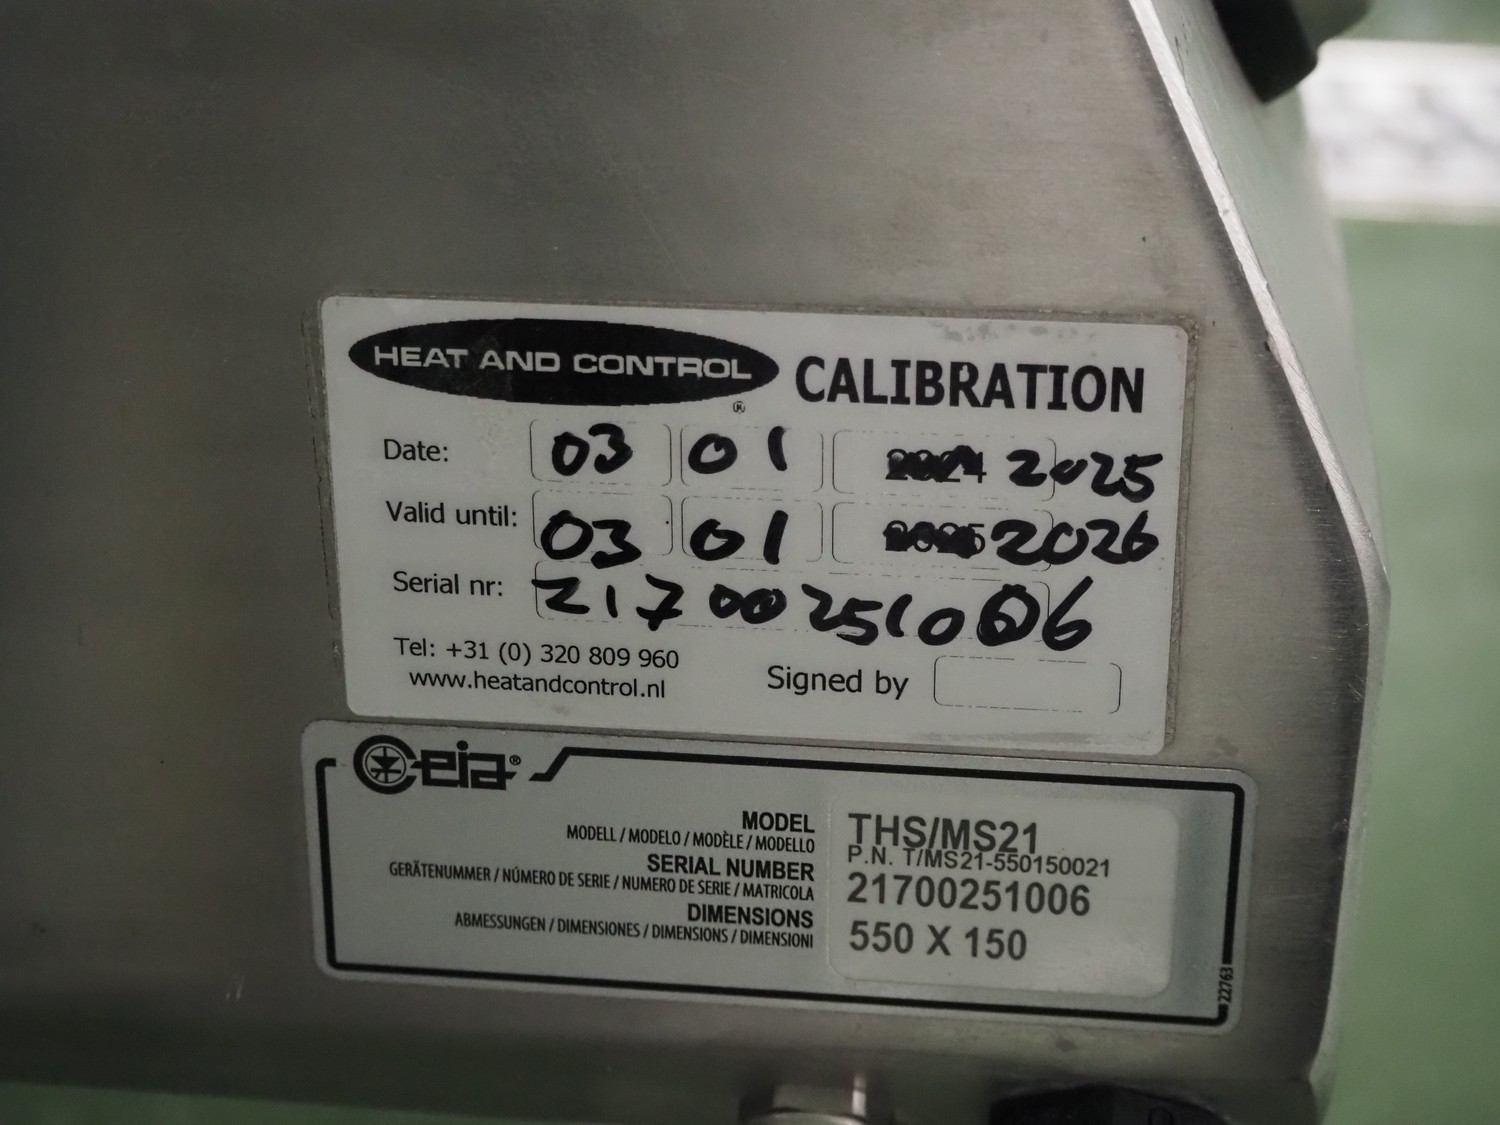 HEAT AND CONTROL ® CALIBRATION
Date: 03 01 2024 2025
Valid until: 03 01 2025 2026
Serial nr: 21700251006
Tel: +31 (0) 320 809 960
www.heatandcontrol.nl
Signed by
Ceia®
MODEL THS/MS21
MODELL / MODELO / MODÈLE / MODELLO P.N. T/MS21-550150021
SERIAL NUMBER 21700251006
GERÄTENUMMER / NÚMERO DE SERIE / NUMERO DE SERIE / MATRICOLA
DIMENSIONS 550 X 150
ABMESSUNGEN / DIMENSIONES / DIMENSIONS / DIMENSIONI
22763